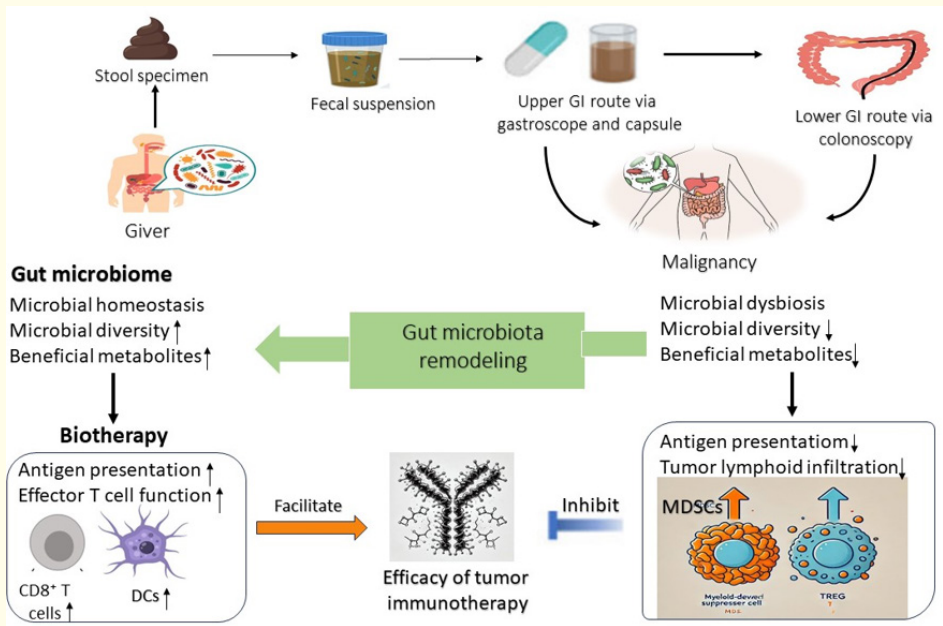 Stool specimen
Fecal suspension
Upper GI route via
gastroscope and capsule
Lower GI route via
colonoscopy
Giver
Malignancy
Gut microbiome
Microbial homeostasis
Microbial diversity ↑
Beneficial metabolites ↑
Gut microbiota
remodeling
Microbial dysbiosis
Microbial diversity ↓
Beneficial metabolites ↓
Biotherapy
Antigen presentation ↑
Effector T cell function ↑
CD8⁺ T
cells ↑
DCs ↑
Facilitate
Efficacy of tumor
immunotherapy
Inhibit
Antigen presentatiom ↓
Tumor lymphoid infiltration ↓
MDSCs
suppresser cell
TREG